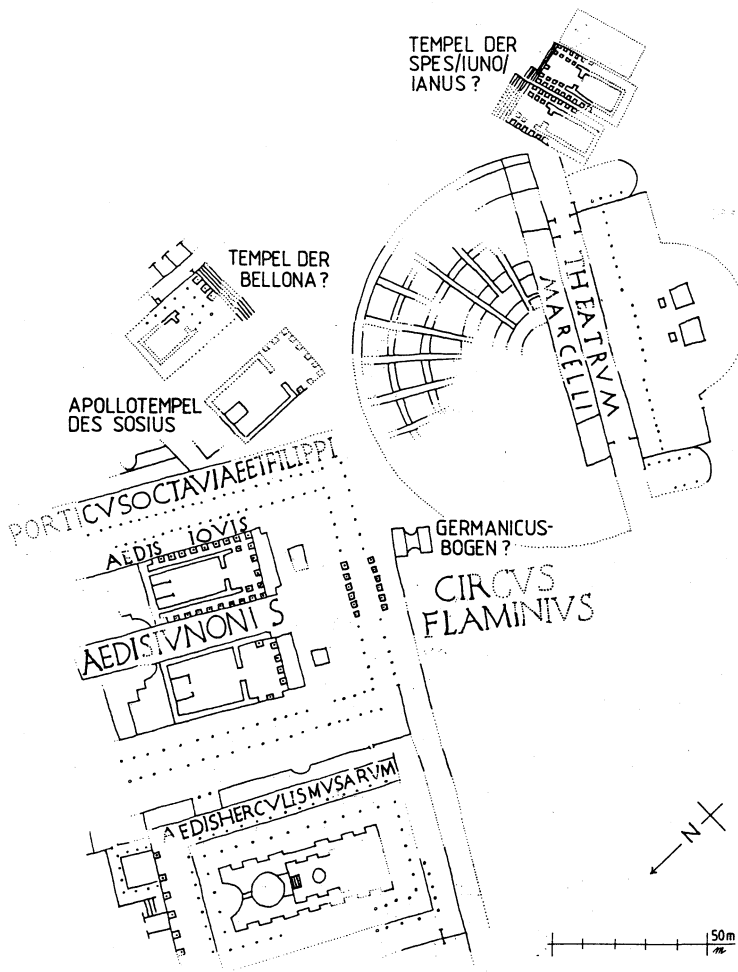 TEMPEL DER
SPES/IUNO/
IANUS ?
TEMPEL DER
BELLONA ?
THEATRVM
MARCELLI
APOLLOTEMPEL
DES SOSIUS
PORTICVSOCTAVIAEETFILIPPI
AEDIS IOVIS
GERMANICUS-
BOGEN ?
CIRCVS
FLAMINIVS
AEDISIVNONIS
AEDISHERCVLISMVSARVM
N
50m